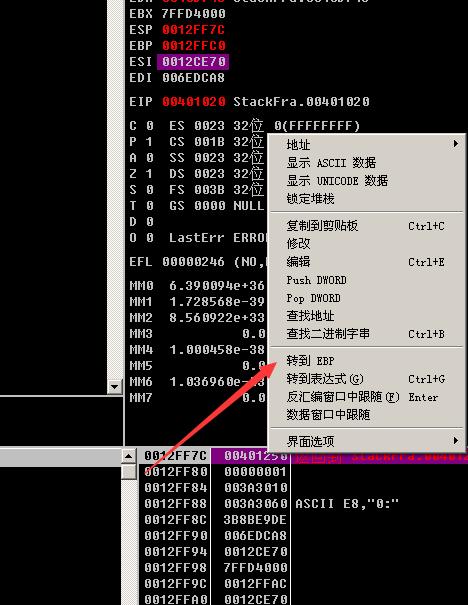 EBX 7FFD4000
ESP 0012FF7C
EBP 0012FFC0
ESI 0012CE70
EDI 006EDCA8
EIP 00401020 StackFra.00401020
C 0 ES 0023 32位 0(FFFFFFFF)
P 1 CS 001B 32位
A 0 SS 0023 32位
Z 1 DS 0023 32位
S 0 FS 003B 32位
T 0 GS 0000 NULL
D 0
O 0 LastErr ERRO
EFL 00000246 (NO,
MM0 6.390094e+36
MM1 1.728568e-39
MM2 8.560922e+33
MM3 0.0
MM4 1.000458e-38
MM5 0.0
MM6 1.036960e-43
MM7 0.0
地址
显示 ASCII 数据
显示 UNICODE 数据
锁定堆栈
复制到剪贴板 Ctrl+C
修改
编辑 Ctrl+E
Push DWORD
Pop DWORD
查找地址
查找二进制字串 Ctrl+B
转到 EBP
转到表达式(G) Ctrl+G
反汇编窗口中跟随(F) Enter
数据窗口中跟随
界面选项
0012FF7C 00401250 返回到 StackFra.00401
0012FF80 00000001
0012FF84 003A3010
0012FF88 003A3060 ASCII E8,"0:"
0012FF8C 3B8BE9DE
0012FF90 006EDCA8
0012FF94 0012CE70
0012FF98 7FFD4000
0012FF9C 0012FFAC
0012FFA0 0012CE70